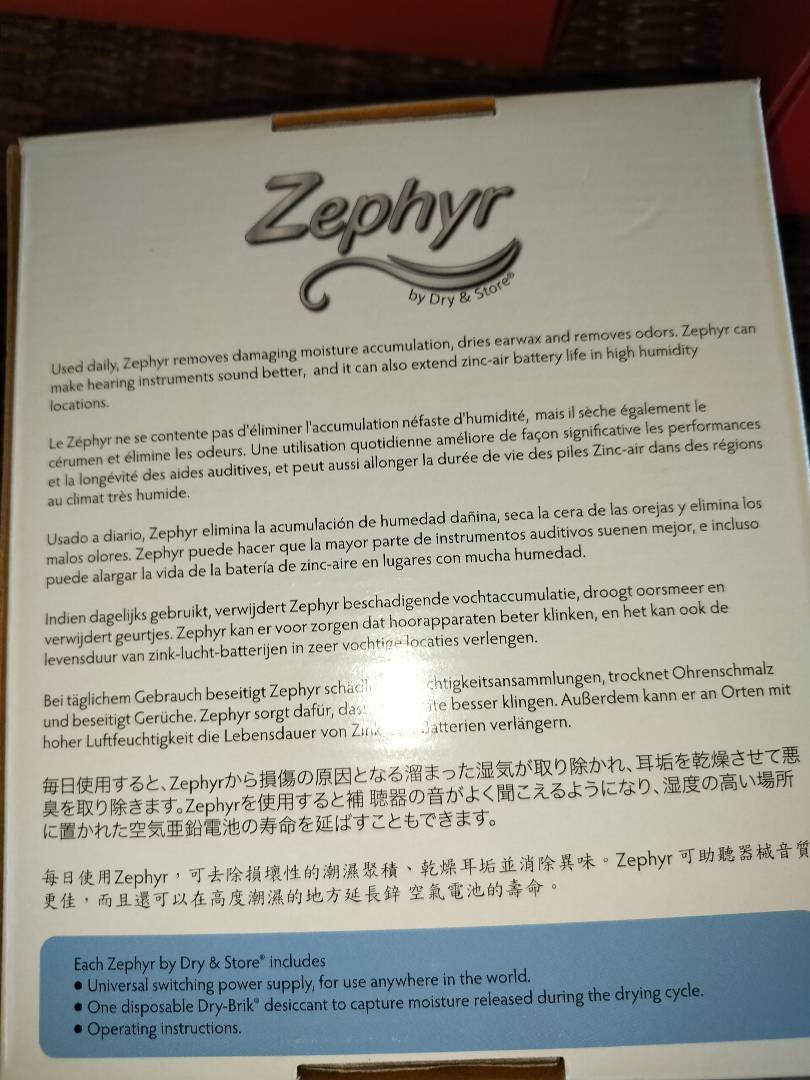 Zephyr
by Dry & Store®
Used daily, Zephyr removes damaging moisture accumulation, dries earwax and removes odors. Zephyr can
make hearing instruments sound better, and it can also extend zinc-air battery life in high humidity
locations.
Le Zéphyr ne se contente pas d'éliminer l'accumulation néfaste d'humidité, mais il sèche également le
cérumen et élimine les odeurs. Une utilisation quotidienne améliore de façon significative les performances
et la longévité des aides auditives, et peut aussi allonger la durée de vie des piles Zinc-air dans des régions
au climat très humide.
Usado a diario, Zephyr elimina la acumulación de humedad dañina, seca la cera de las orejas y elimina los
malos olores. Zephyr puede hacer que la mayor parte de instrumentos auditivos suenen mejor, e incluso
puede alargar la vida de la batería de zinc-aire en lugares con mucha humedad.
Indien dagelijks gebruikt, verwijdert Zephyr beschadigende vochtaccumulatie, droogt oorsmeer en
verwijdert geurtjes. Zephyr kan er voor zorgen dat hoorapparaten beter klinken, en het kan ook de
levensduur van zink-lucht-batterijen in zeer vochtige locaties verlengen.
Bei täglichem Gebrauch beseitigt Zephyr trocknet Ohrenschmalz
und beseitigt Gerüche. Zephyr sorgt dafür, besser klingen. Außerdem kann er an Orten mit
hoher Luftfeuchtigkeit die Lebensdauer von verlängern.
毎日使用すると、Zephyrから損傷の原因となる溜まった湿気が取り除かれ、耳垢を乾燥させて悪
臭を取り除きます。Zephyrを使用すると補 聴器の音がよく聞こえるようになり、湿度の高い場所
に置かれた空気亜鉛電池の寿命を延ばすこともできます。
每日使用Zephyr，可去除損壞性的潮濕聚積、乾燥耳垢並消除異味。Zephyr 可助聽器械音質
更佳，而且還可以在高度潮濕的地方延長鋅 空氣電池的壽命。
Each Zephyr by Dry & Store® includes
● Universal switching power supply, for use anywhere in the world.
● One disposable Dry-Brik® desiccant to capture moisture released during the drying cycle.
● Operating instructions.